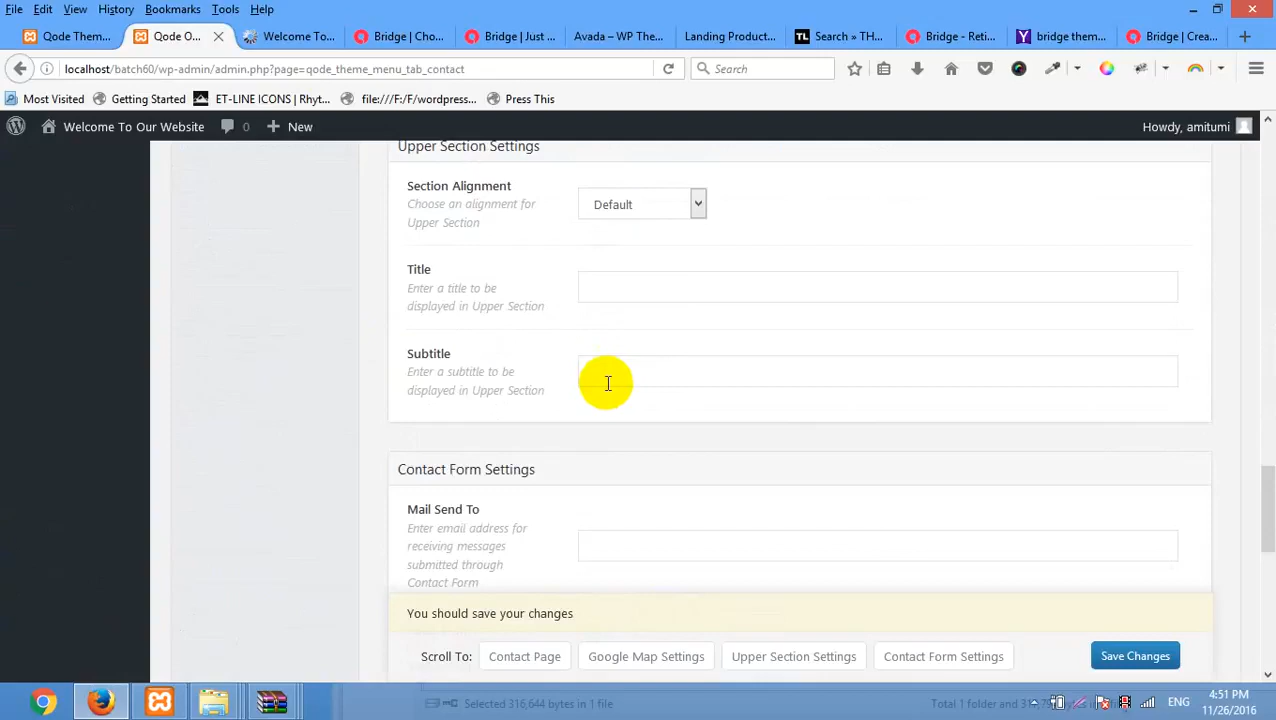 File Edit View History Bookmarks Tools Help
Qode Them... Qode O... Welcome To... Bridge | Cho... Bridge | Just ... Avada – WP The... Landing Product... TL Search » TH... Bridge - Reti... bridge them... Bridge | Crea...
localhost/batch60/wp-admin/admin.php?page=qode_theme_menu_tab_contact Search
Most Visited Getting Started ET-LINE ICONS | Rhyt... file:///F:/F/wordpress... Press This
Welcome To Our Website 0 New Howdy, amitumi
Upper Section Settings
Section Alignment
Choose an alignment for
Upper Section
Default
Title
Enter a title to be
displayed in Upper Section
Subtitle
Enter a subtitle to be
displayed in Upper Section
Contact Form Settings
Mail Send To
Enter email address for
receiving messages
submitted through
Contact Form
You should save your changes
Scroll To: Contact Page Google Map Settings Upper Section Settings Contact Form Settings Save Changes
Selected 316,644 bytes in 1 file
Total 1 folder and
ENG
4:51 PM
11/26/2016